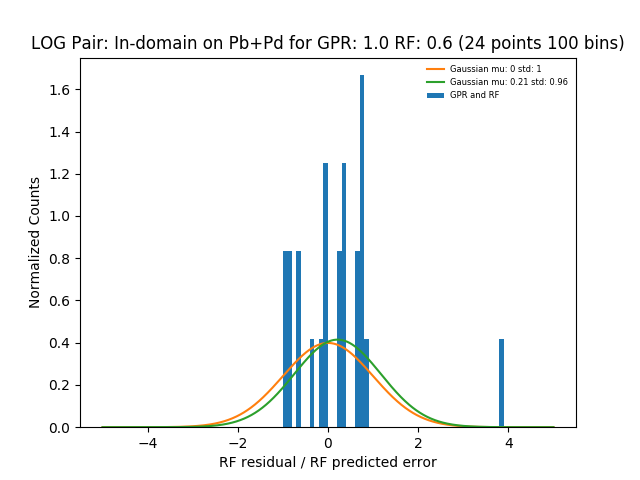 LOG Pair: In-domain on Pb+Pd for GPR: 1.0 RF: 0.6 (24 points 100 bins)
Gaussian mu: 0 std: 1
Gaussian mu: 0.21 std: 0.96
GPR and RF
Normalized Counts
1.6
1.4
1.2
1.0
0.8
0.6
0.4
0.2
0.0
−4
−2
0
2
4
RF residual / RF predicted error